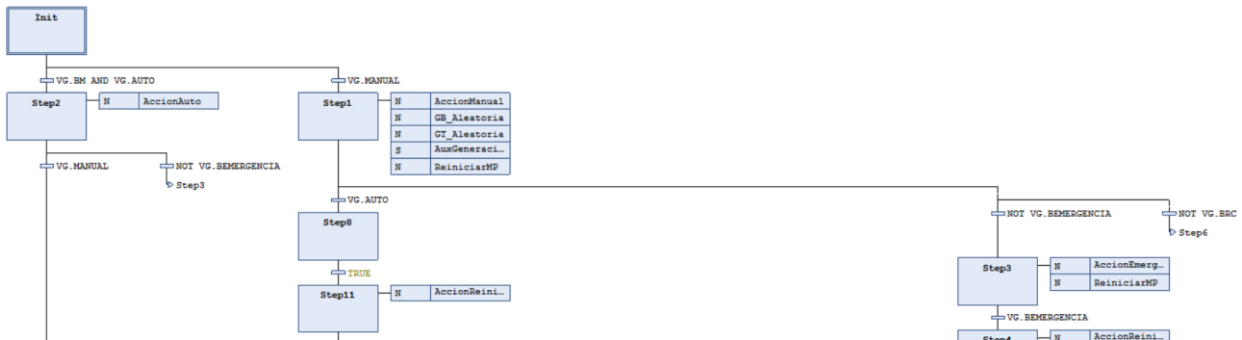 Init
VG.BM AND VG.AUTO
VG.MANUAL
Step2
N AccionAuto
Step1
N AccionManual
N GB_Aleatoria
N GT_Aleatoria
S AuxGeneraci…
N ReiniciarMP
VG.MANUAL
NOT VG.BEMERGENCIA
Step3
VG.AUTO
NOT VG.BEMERGENCIA
NOT VG.BRC
Step8
Step6
TRUE
Step3
N AccionEmerg…
N ReiniciarMP
Step11
N AccionReini…
VG.BEMERGENCIA
Step4
N AccionReini…